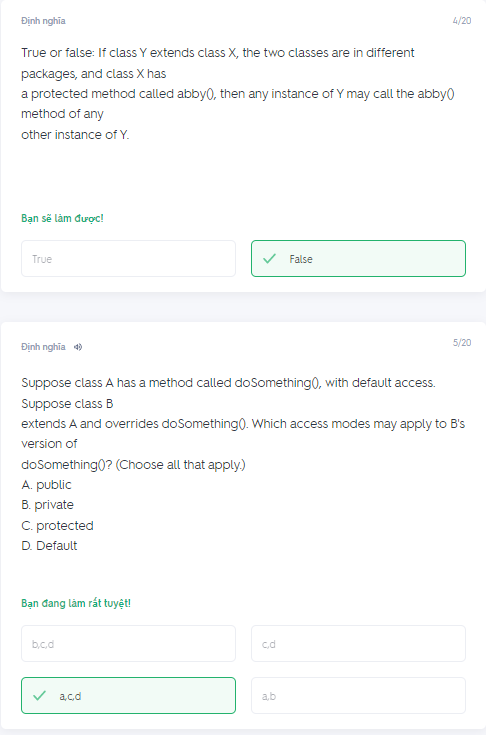 Định nghĩa
4/20
True or false: If class Y extends class X, the two classes are in different
packages, and class X has
a protected method called abby(), then any instance of Y may call the abby()
method of any
other instance of Y.
Bạn sẽ làm được!
True
False
Định nghĩa
5/20
Suppose class A has a method called doSomething(), with default access.
Suppose class B
extends A and overrides doSomething(). Which access modes may apply to B's
version of
doSomething()? (Choose all that apply.)
A. public
B. private
C. protected
D. Default
Bạn đang làm rất tuyệt!
b,c,d
c,d
a,c,d
a,b